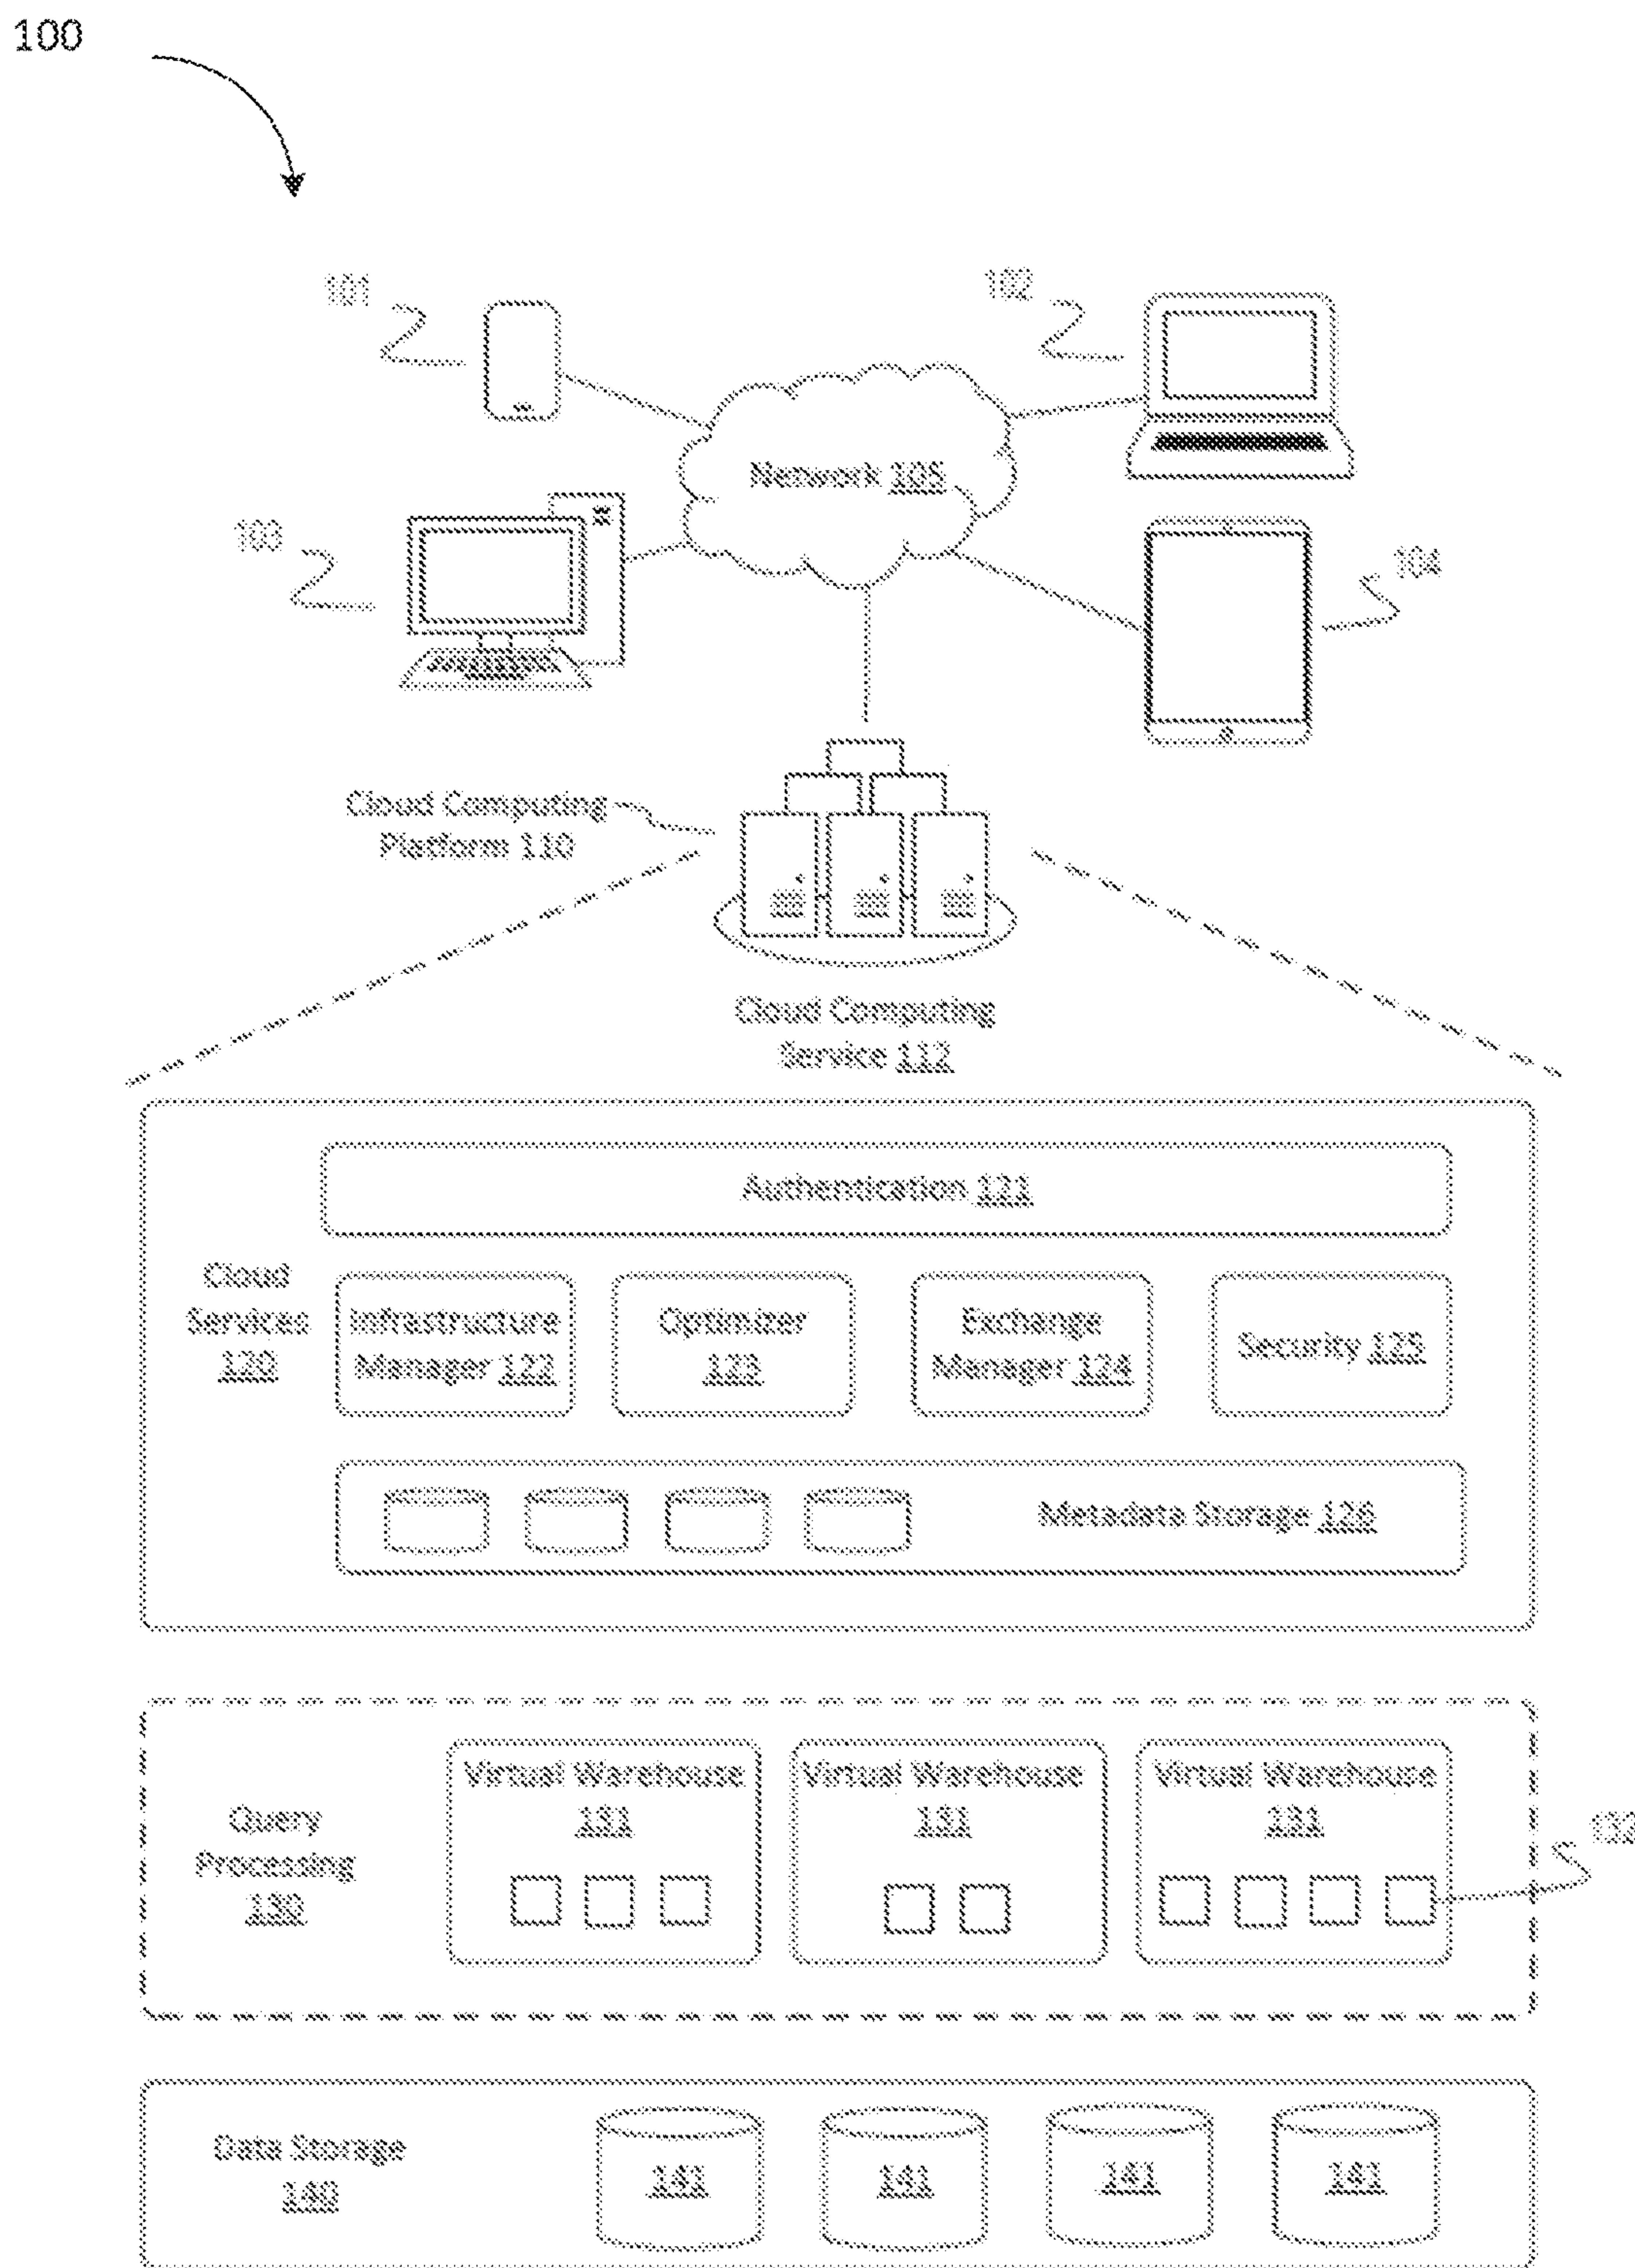 100
101
102
Network 105
103
104
Cloud Computing
Platform 110
Cloud Computing
Service 112
Authentication 121
Cloud
Services
120
Infrastructure
Manager 122
Optimizer
123
Exchange
Manager 124
Security 125
Metadata Storage 126
Query
Processing
130
Virtual Warehouse
131
Virtual Warehouse
131
Virtual Warehouse
131
132
Data Storage
140
141
141
141
141